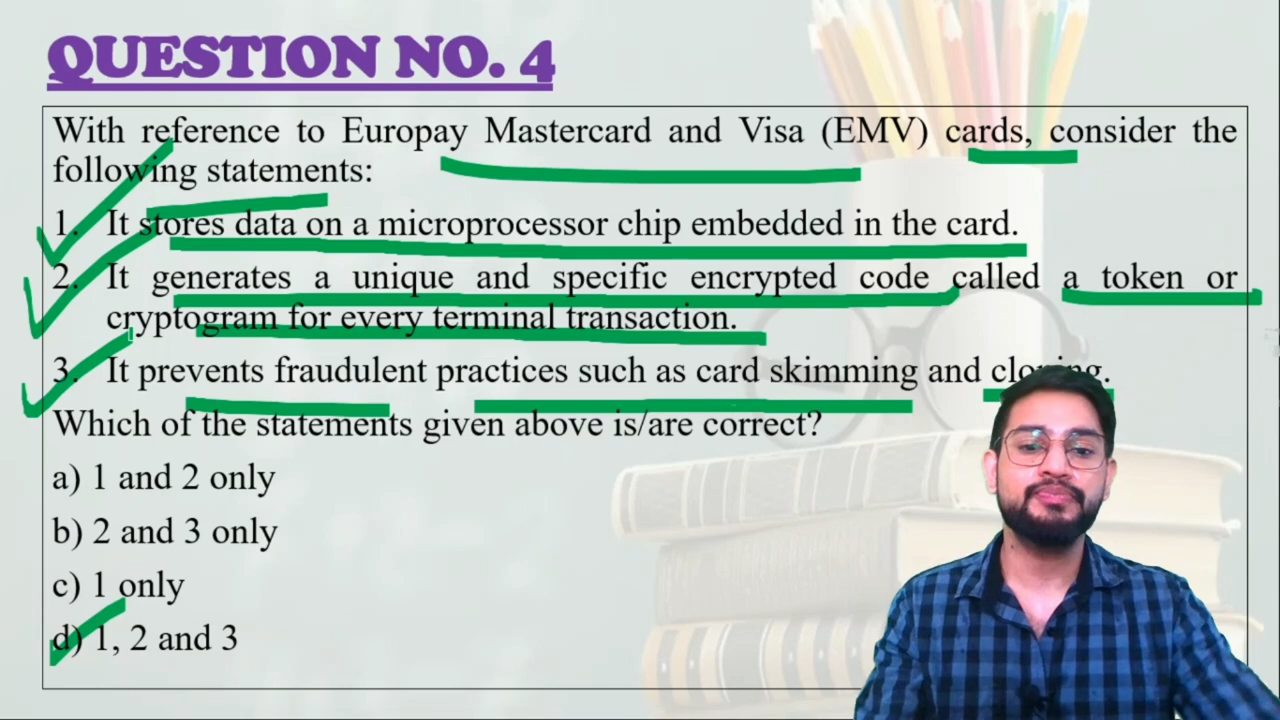 QUESTION NO. 4
With reference to Europay Mastercard and Visa (EMV) cards, consider the
following statements:
1. It stores data on a microprocessor chip embedded in the card.
2. It generates a unique and specific encrypted code called a token or
cryptogram for every terminal transaction.
3. It prevents fraudulent practices such as card skimming and cloning.
Which of the statements given above is/are correct?
a) 1 and 2 only
b) 2 and 3 only
c) 1 only
d) 1, 2 and 3